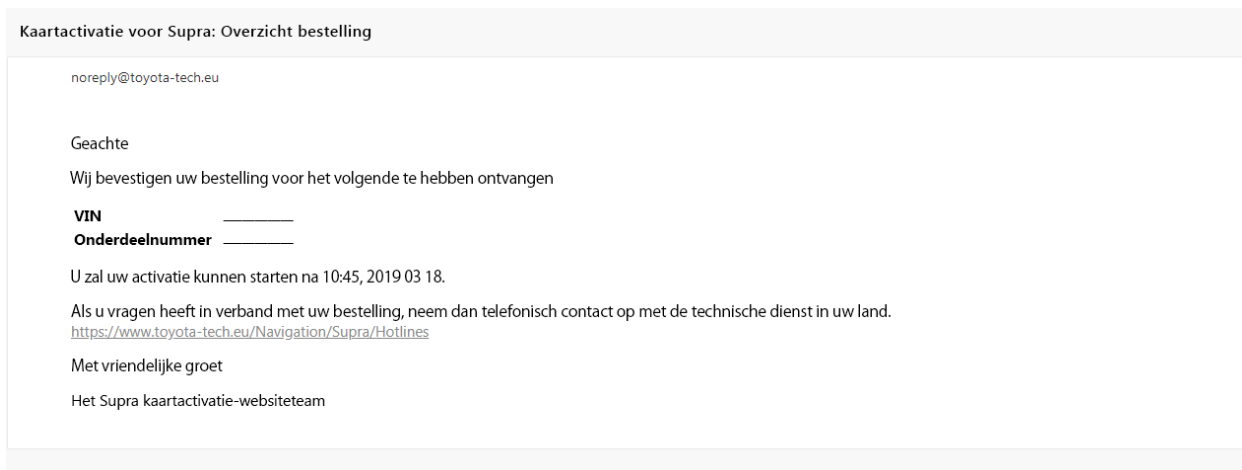 Kaartactivatie voor Supra: Overzicht bestelling
noreply@toyota-tech.eu
Geachte
Wij bevestigen uw bestelling voor het volgende te hebben ontvangen
VIN __________
Onderdeelnummer __________
U zal uw activatie kunnen starten na 10:45, 2019 03 18.
Als u vragen heeft in verband met uw bestelling, neem dan telefonisch contact op met de technische dienst in uw land.
https://www.toyota-tech.eu/Navigation/Supra/Hotlines
Met vriendelijke groet
Het Supra kaartactivatie-websiteteam